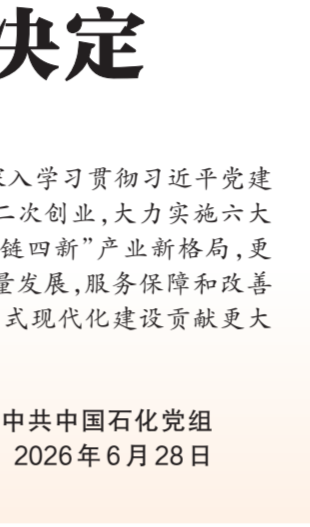 决定
深入学习贯彻习近平党建
二次创业，大力实施六大
链四新”产业新格局，更
量发展，服务保障和改善
式现代化建设贡献更大
中共中国石化党组
2026年6月28日